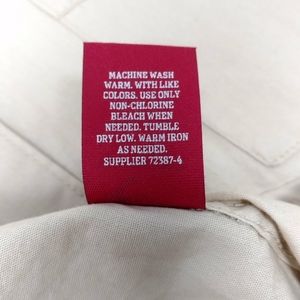 MACHINE WASH
WARM. WITH LIKE
COLORS. USE ONLY
NON-CHLORINE
BLEACH WHEN
NEEDED. TUMBLE
DRY LOW. WARM IRON
AS NEEDED.
SUPPLIER 72387-4